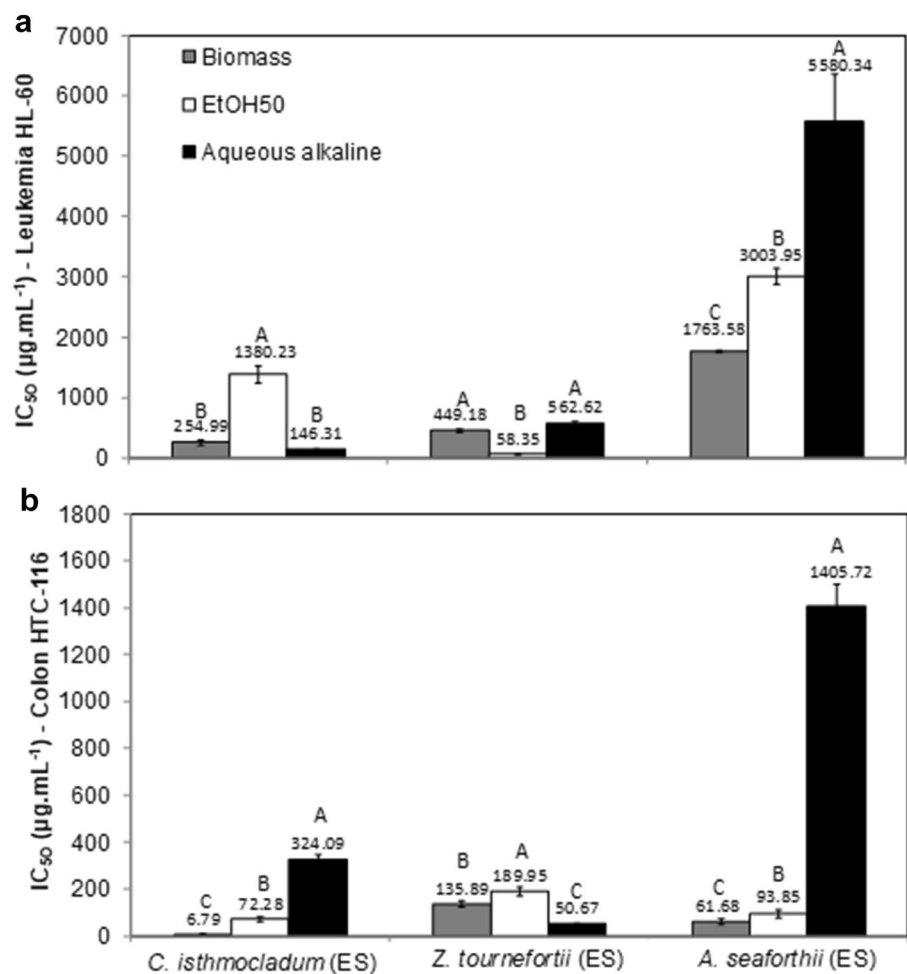 a
IC50 (µg.mL-1) - Leukemia HL-60
7000
6000
5000
4000
3000
2000
1000
0
Biomass
EtOH50
Aqueous alkaline
B
254.99
A
1380.23
B
146.31
A
449.18
B
58.35
A
562.62
C
1763.58
B
3003.95
A
5580.34
b
IC50 (µg.mL-1) - Colon HTC-116
1800
1600
1400
1200
1000
800
600
400
200
0
C
6.79
B
72.28
A
324.09
B
135.89
A
189.95
C
50.67
C
61.68
B
93.85
A
1405.72
C. isthmocladum (ES)
Z. tournefortii (ES)
A. seaforthii (ES)